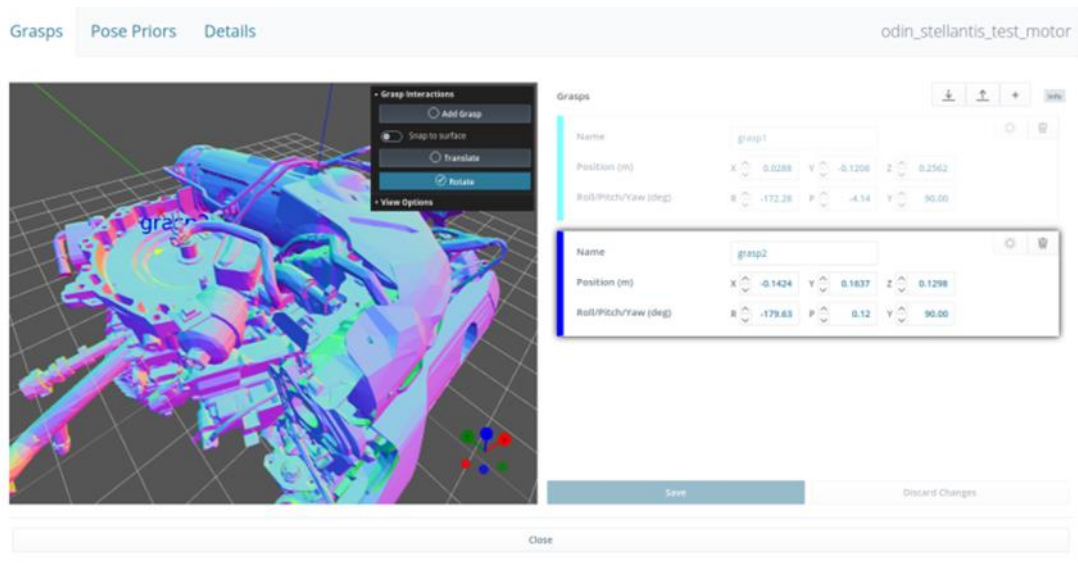 Grasps Pose Priors Details odin_stellantis_test_motor
Grasp Interactions
Add Grasp
Snap to surface
Translate
Rotate
View Options
Grasps Info
Name grasp1
Position (m) X 0.0288 Y -0.1206 Z 0.2562
Roll/Pitch/Yaw (deg) R -172.28 P -4.14 Y 90.00
Name grasp2
Position (m) X -0.1424 Y 0.1637 Z 0.1298
Roll/Pitch/Yaw (deg) R -179.63 P 0.12 Y 90.00
Save Discard Changes
Close